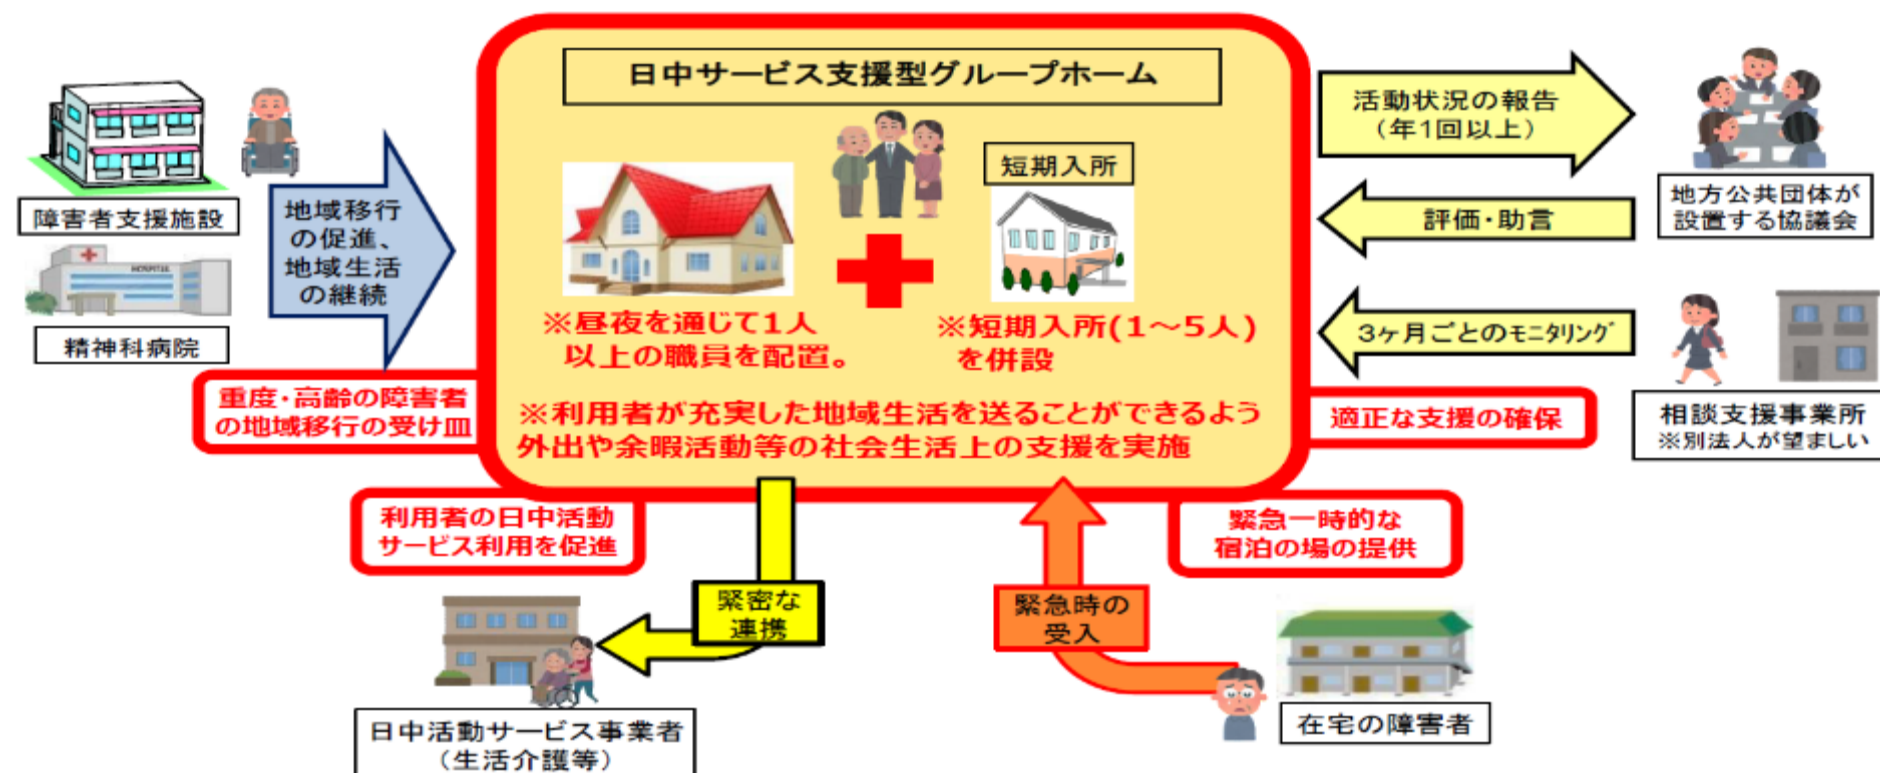 日中サービス支援型グループホーム
障害者支援施設
精神科病院
HOSPITAL
地域移行
の促進、
地域生活
の継続
短期入所
※昼夜を通じて1人
以上の職員を配置。
※短期入所(1～5人)
を併設
※利用者が充実した地域生活を送ることができるよう
外出や余暇活動等の社会生活上の支援を実施
活動状況の報告
（年1回以上）
地方公共団体が
設置する協議会
評価・助言
3ヶ月ごとのモニタリング
相談支援事業所
※別法人が望ましい
重度・高齢の障害者
の地域移行の受け皿
適正な支援の確保
利用者の日中活動
サービス利用を促進
緊急一時的な
宿泊の場の提供
緊密な
連携
緊急時の
受入
日中活動サービス事業者
（生活介護等）
在宅の障害者